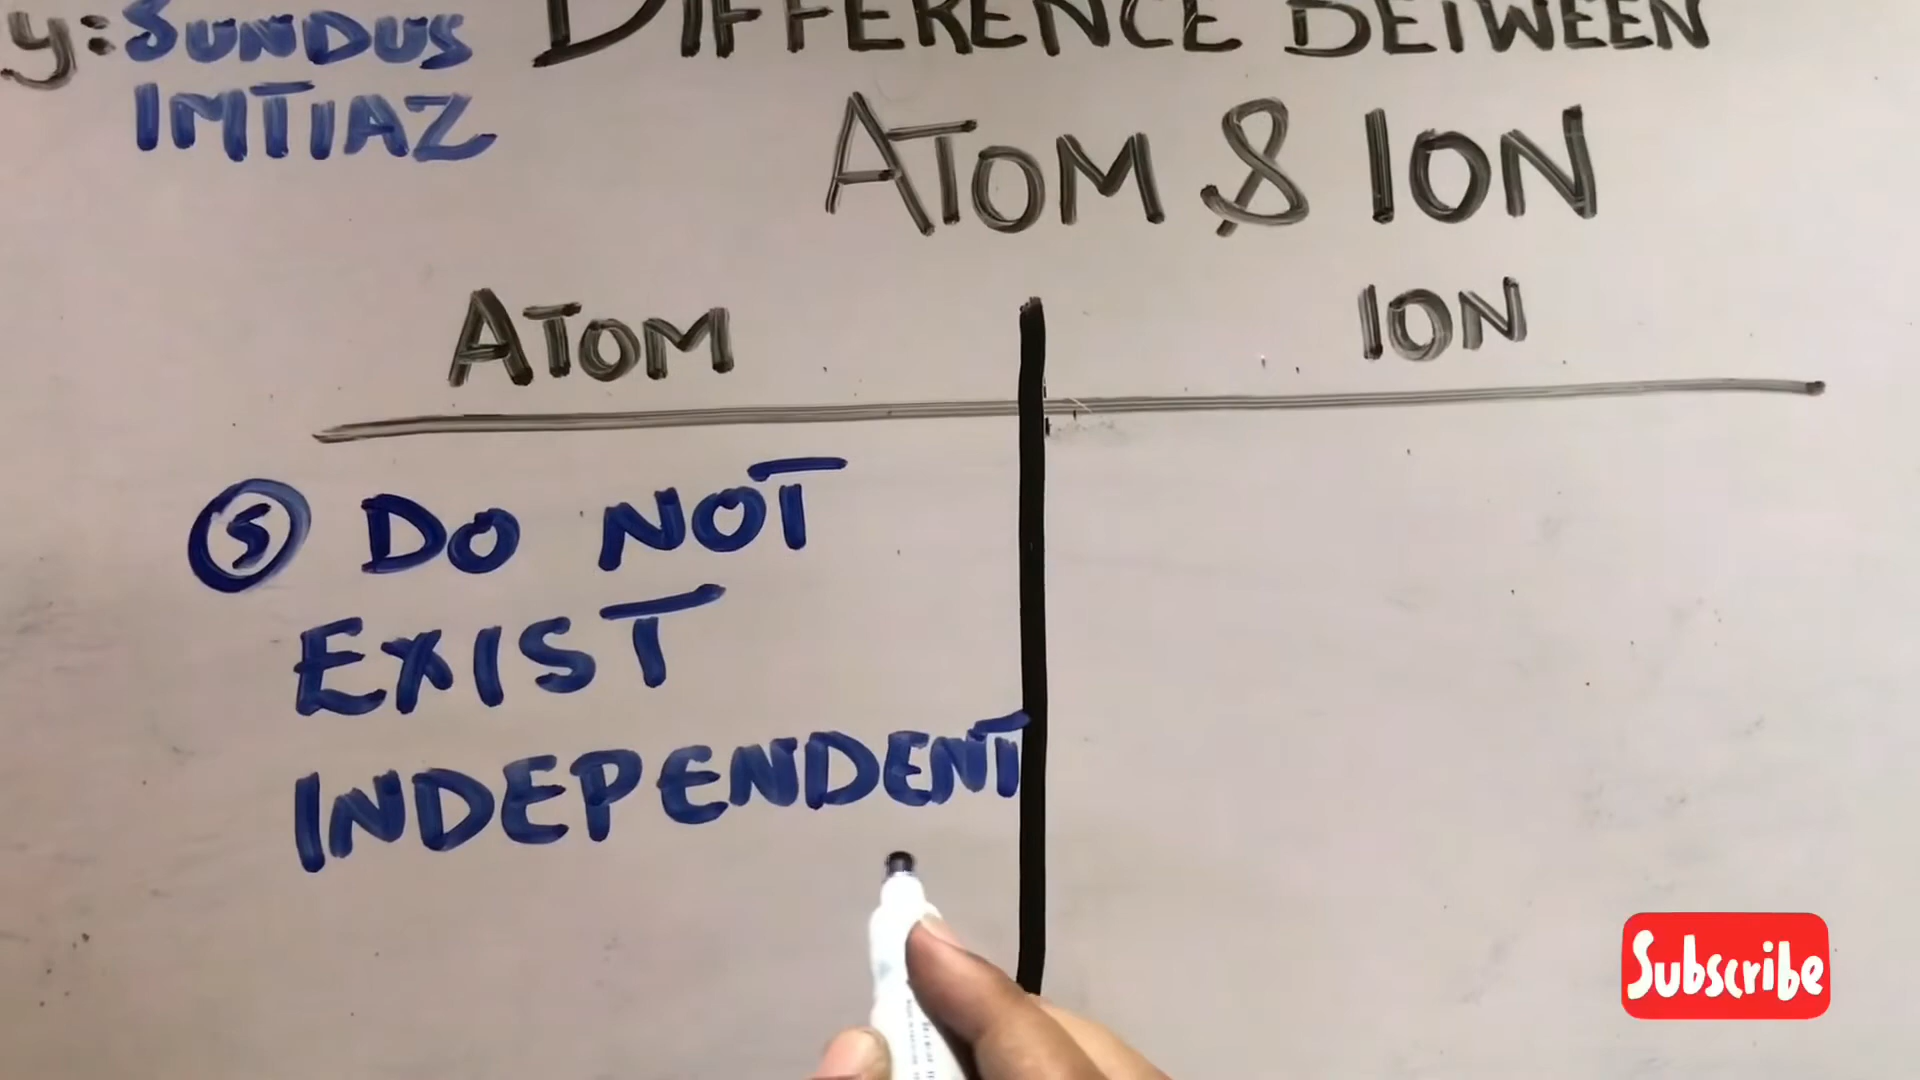 y: SUNDUS
IMTIAZ
DIFFERENCE BETWEEN
ATOM & ION
ATOM
ION
5 DO NOT
EXIST
INDEPENDENT
Subscribe